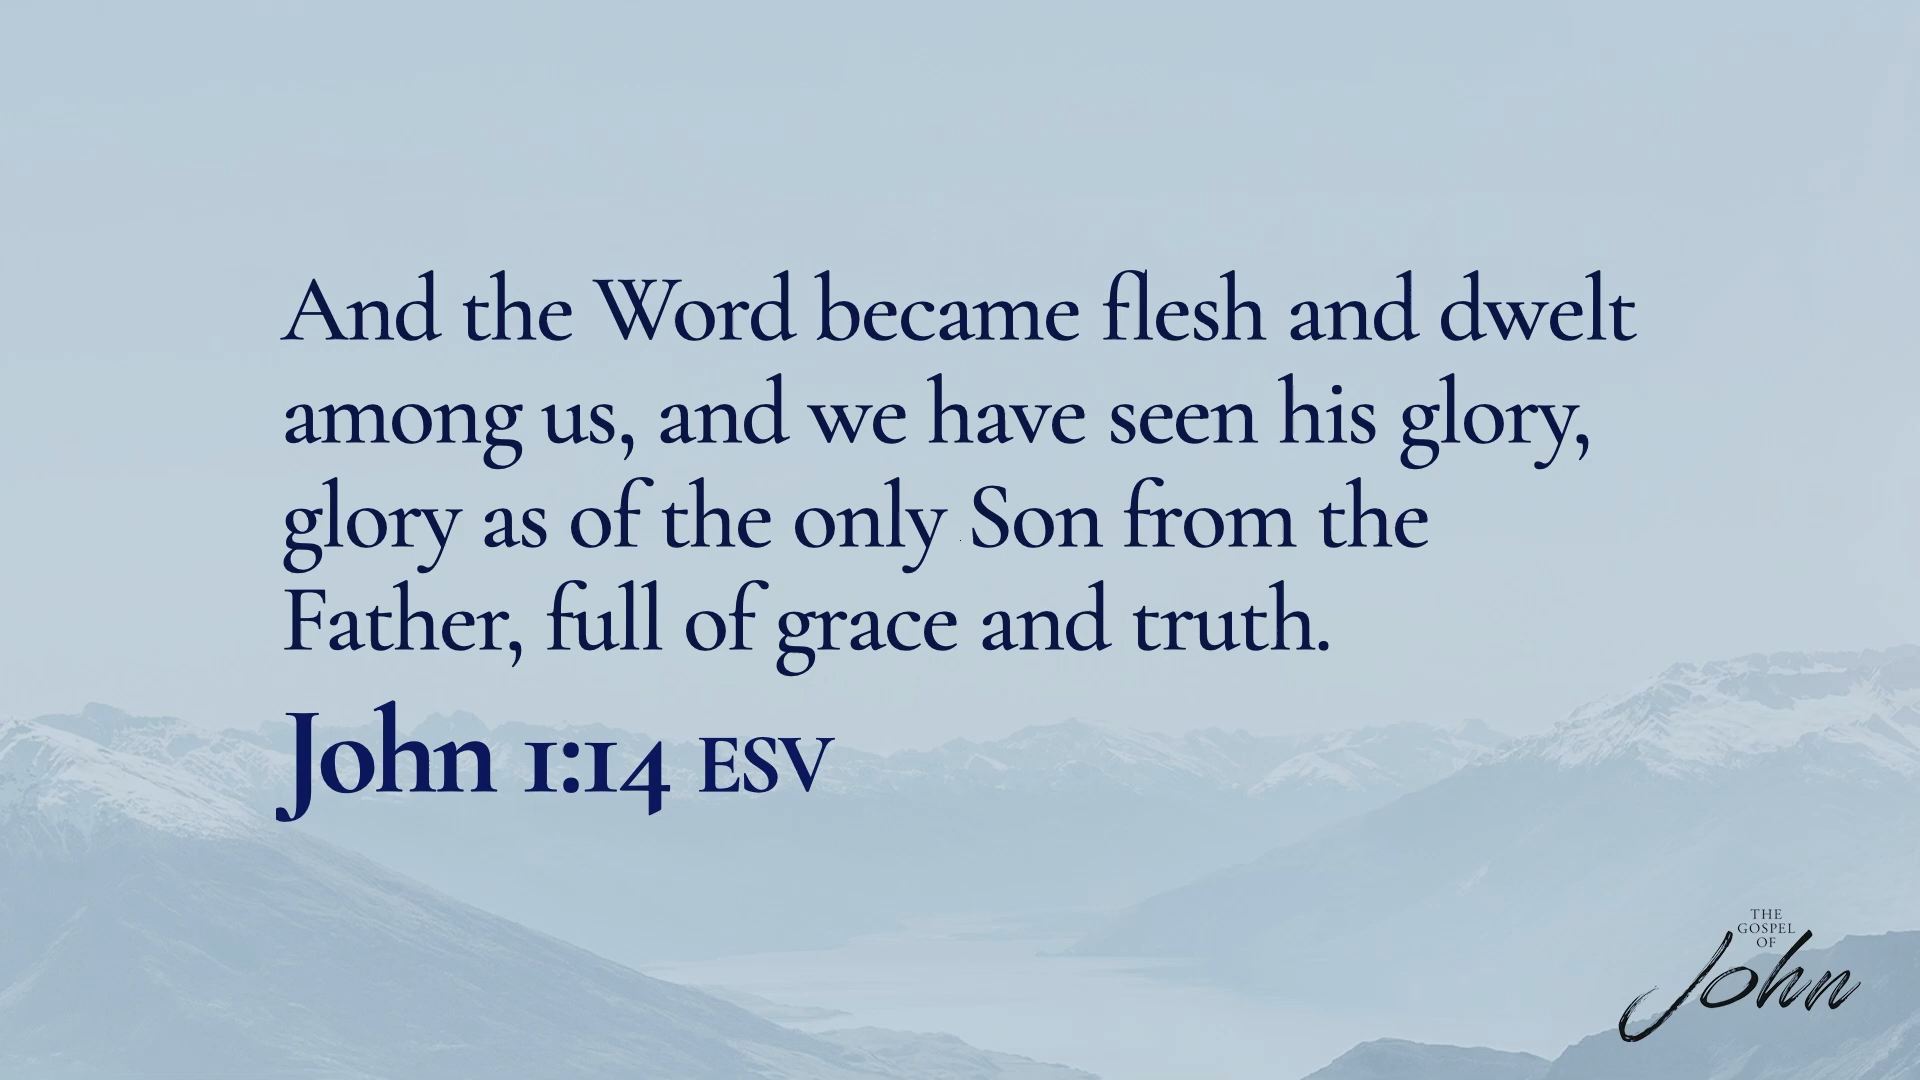 And the Word became flesh and dwelt
among us, and we have seen his glory,
glory as of the only Son from the
Father, full of grace and truth.
John 1:14 ESV
THE
GOSPEL
OF
John